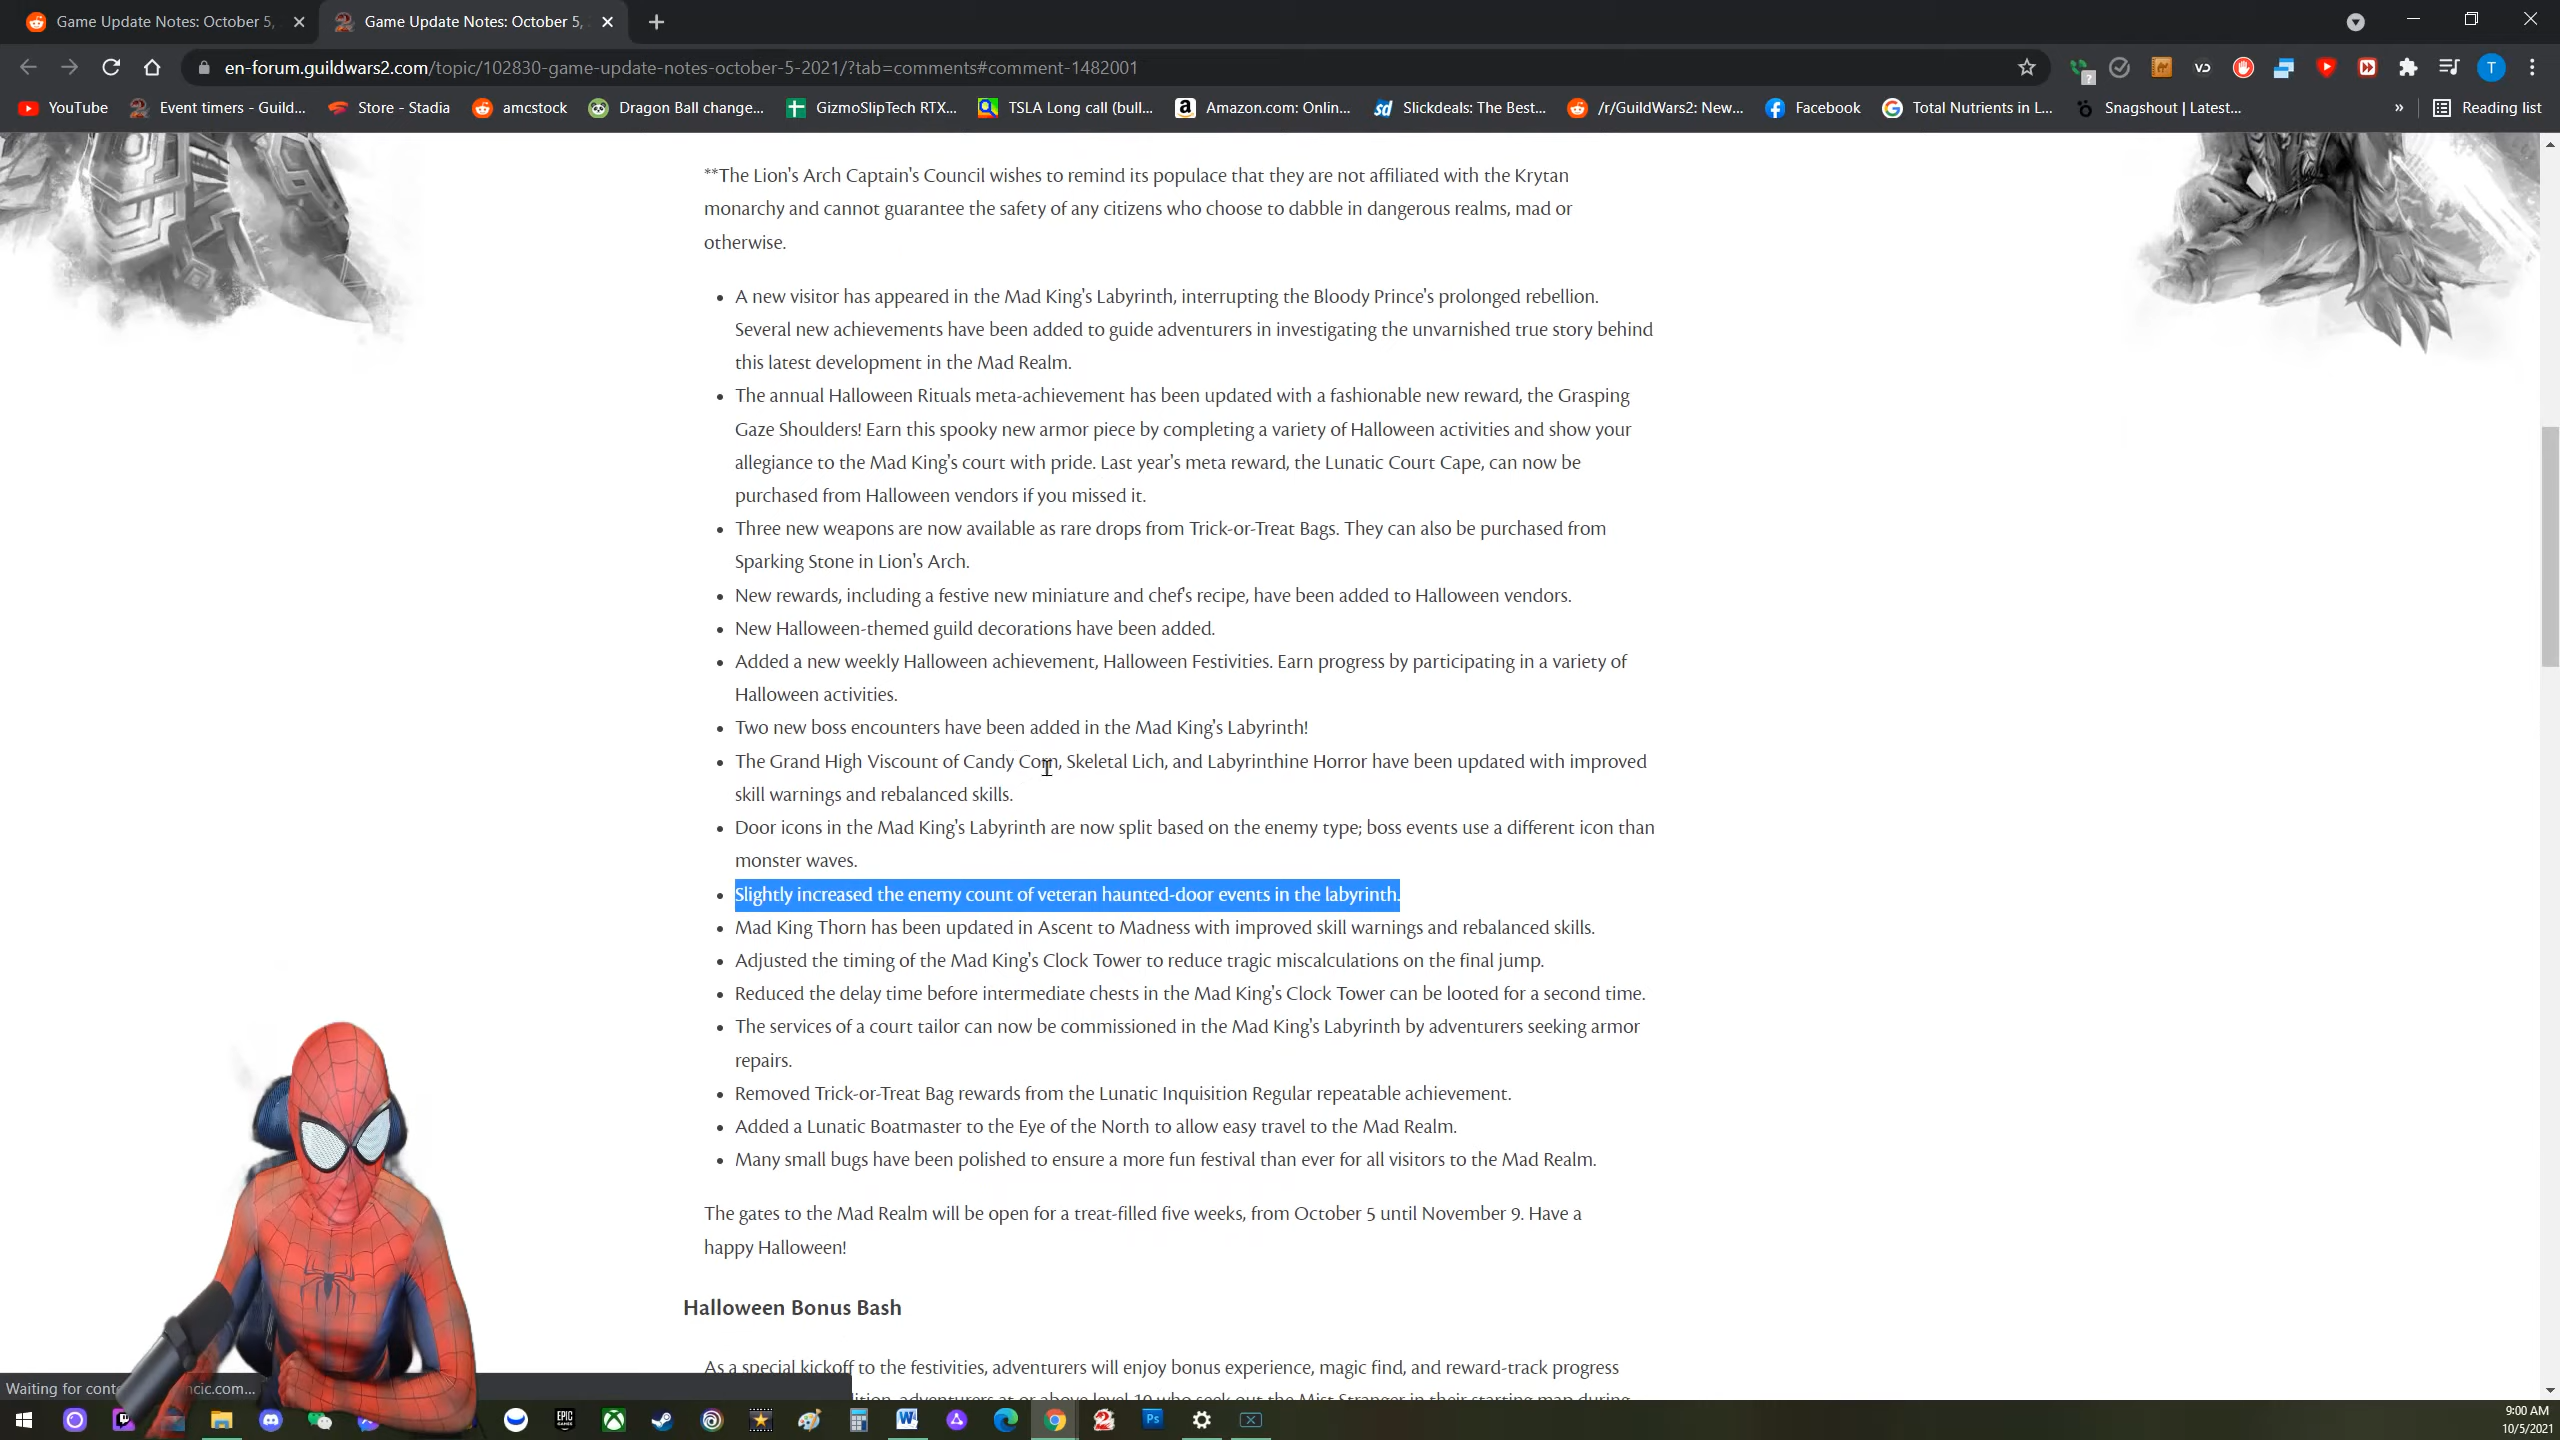 Game Update Notes: October 5,
Game Update Notes: October 5,
en-forum.guildwars2.com/topic/102830-game-update-notes-october-5-2021/?tab=comments#comment-1482001
YouTube
Event timers - Guild...
Store - Stadia
amcstock
Dragon Ball change...
GizmoSlipTech RTX...
TSLA Long call (bull...
Amazon.com: Onlin...
Slickdeals: The Best...
/r/GuildWars2: New...
Facebook
Total Nutrients in L...
Snagshout | Latest...
»
Reading list
**The Lion's Arch Captain's Council wishes to remind its populace that they are not affiliated with the Krytan
monarchy and cannot guarantee the safety of any citizens who choose to dabble in dangerous realms, mad or
otherwise.
• A new visitor has appeared in the Mad King's Labyrinth, interrupting the Bloody Prince's prolonged rebellion.
Several new achievements have been added to guide adventurers in investigating the unvarnished true story behind
this latest development in the Mad Realm.
• The annual Halloween Rituals meta-achievement has been updated with a fashionable new reward, the Grasping
Gaze Shoulders! Earn this spooky new armor piece by completing a variety of Halloween activities and show your
allegiance to the Mad King's court with pride. Last year's meta reward, the Lunatic Court Cape, can now be
purchased from Halloween vendors if you missed it.
• Three new weapons are now available as rare drops from Trick-or-Treat Bags. They can also be purchased from
Sparking Stone in Lion's Arch.
• New rewards, including a festive new miniature and chef's recipe, have been added to Halloween vendors.
• New Halloween-themed guild decorations have been added.
• Added a new weekly Halloween achievement, Halloween Festivities. Earn progress by participating in a variety of
Halloween activities.
• Two new boss encounters have been added in the Mad King's Labyrinth!
• The Grand High Viscount of Candy Corn, Skeletal Lich, and Labyrinthine Horror have been updated with improved
skill warnings and rebalanced skills.
• Door icons in the Mad King's Labyrinth are now split based on the enemy type; boss events use a different icon than
monster waves.
• Slightly increased the enemy count of veteran haunted-door events in the labyrinth.
• Mad King Thorn has been updated in Ascent to Madness with improved skill warnings and rebalanced skills.
• Adjusted the timing of the Mad King's Clock Tower to reduce tragic miscalculations on the final jump.
• Reduced the delay time before intermediate chests in the Mad King's Clock Tower can be looted for a second time.
• The services of a court tailor can now be commissioned in the Mad King's Labyrinth by adventurers seeking armor
repairs.
• Removed Trick-or-Treat Bag rewards from the Lunatic Inquisition Regular repeatable achievement.
• Added a Lunatic Boatmaster to the Eye of the North to allow easy travel to the Mad Realm.
• Many small bugs have been polished to ensure a more fun festival than ever for all visitors to the Mad Realm.
The gates to the Mad Realm will be open for a treat-filled five weeks, from October 5 until November 9. Have a
happy Halloween!
Halloween Bonus Bash
As a special kickoff to the festivities, adventurers will enjoy bonus experience, magic find, and reward-track progress
adventurers at or above level 10 who seek out the Mist Stranger in their starting map during
Waiting for
9:00 AM
10/5/2021